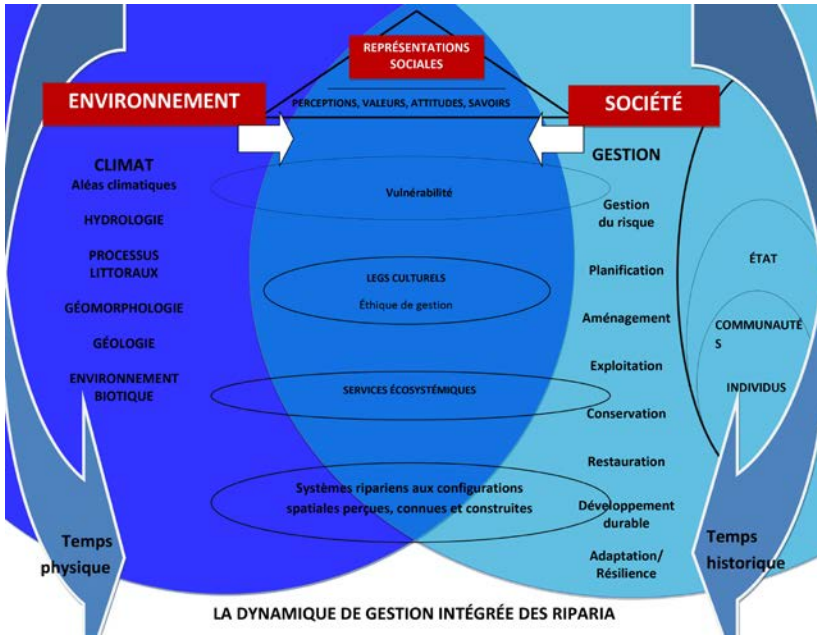 REPRÉSENTATIONS
SOCIALES
PERCEPTIONS, VALEURS, ATTITUDES, SAVOIRS
ENVIRONNEMENT
SOCIÉTÉ
CLIMAT
Aléas climatiques
HYDROLOGIE
PROCESSUS
LITTORAUX
GÉOMORPHOLOGIE
GÉOLOGIE
ENVIRONNEMENT
BIOTIQUE
Temps
physique
Vulnérabilité
LEGS CULTURELS
Éthique de gestion
SERVICES ÉCOSYSTÉMIQUES
Systèmes ripariens aux configurations
spatiales perçues, connues et construites
GESTION
Gestion
du risque
Planification
Aménagement
Exploitation
Conservation
Restauration
Développement
durable
Adaptation/
Résilience
ÉTAT
COMMUNAUTÉ
S
INDIVIDUS
Temps
historique
LA DYNAMIQUE DE GESTION INTÉGRÉE DES RIPARIA